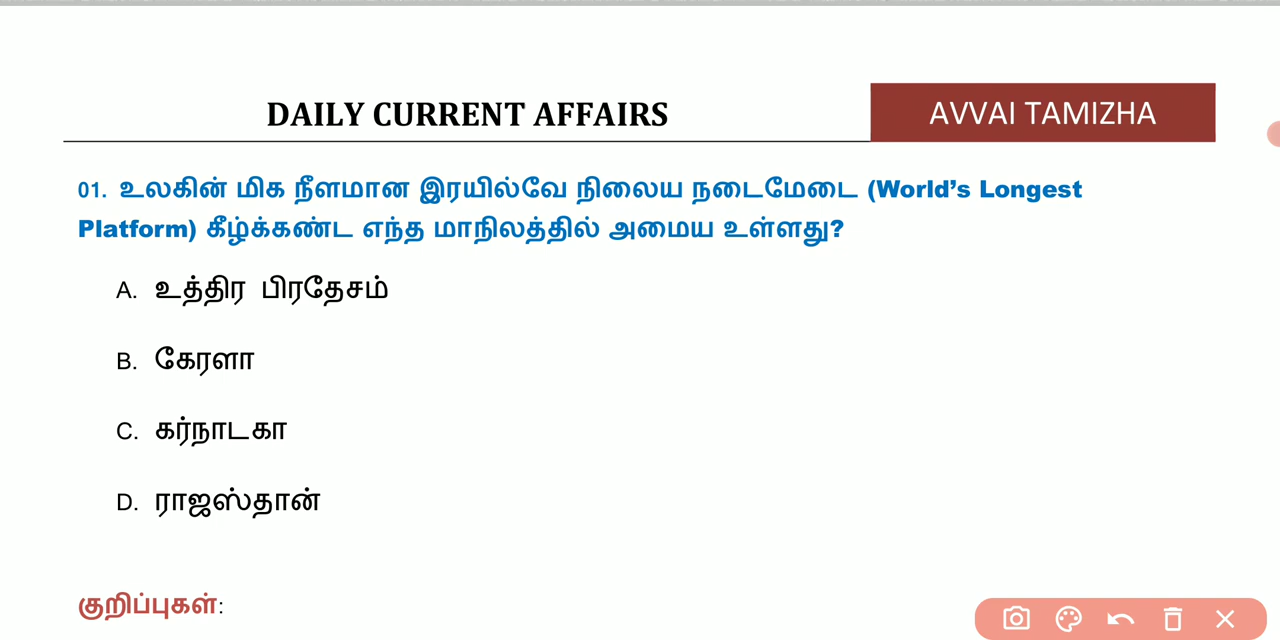 DAILY CURRENT AFFAIRS
AVVAI TAMIZHA
01. உலகின் மிக நீளமான இரயில்வே நிலைய நடைமேடை (World’s Longest
Platform) கீழ்க்கண்ட எந்த மாநிலத்தில் அமைய உள்ளது?
A. உத்திர பிரதேசம்
B. கேரளா
C. கர்நாடகா
D. ராஜஸ்தான்
குறிப்புகள்: